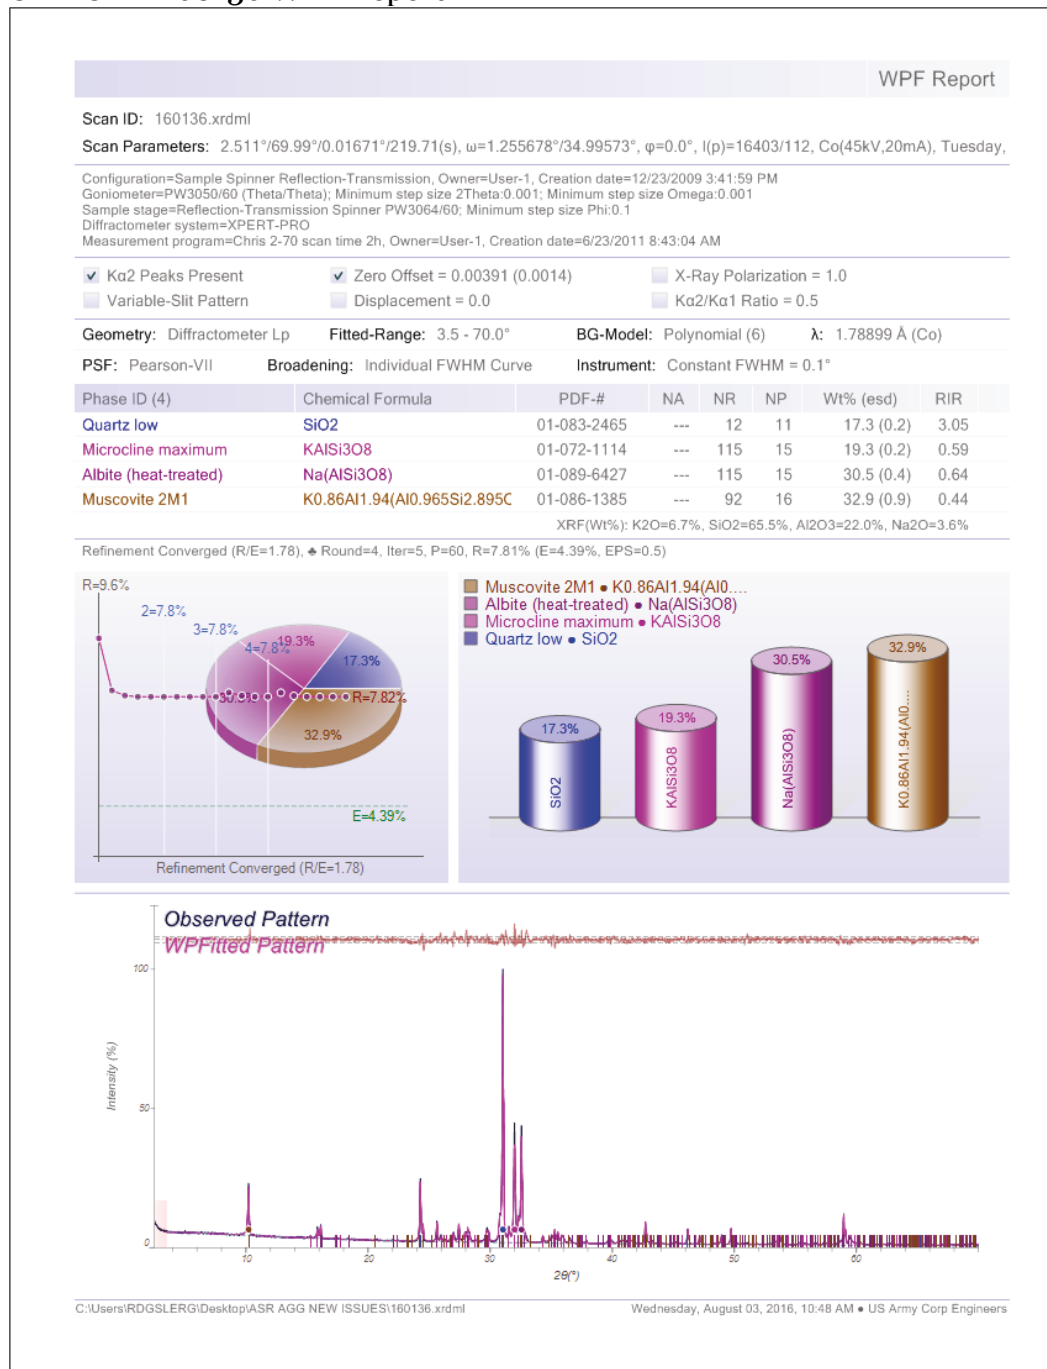 WPF Report
Scan ID: 160136.xrdml
Scan Parameters: 2.511°/69.99°/0.01671°/219.71(s), ω=1.255678°/34.99573°, φ=0.0°, I(p)=16403/112, Co(45kV,20mA), Tuesday,
Configuration=Sample Spinner Reflection-Transmission, Owner=User-1, Creation date=12/23/2009 3:41:59 PM
Goniometer=PW3050/60 (Theta/Theta); Minimum step size 2Theta:0.001; Minimum step size Omega:0.001
Sample stage=Reflection-Transmission Spinner PW3064/60; Minimum step size Phi:0.1
Diffractometer system=XPERT-PRO
Measurement program=Chris 2-70 scan time 2h, Owner=User-1, Creation date=6/23/2011 8:43:04 AM
Kα2 Peaks Present Zero Offset = 0.00391 (0.0014) X-Ray Polarization = 1.0
Variable-Slit Pattern Displacement = 0.0 Kα2/Kα1 Ratio = 0.5
Geometry: Diffractometer Lp Fitted-Range: 3.5 - 70.0° BG-Model: Polynomial (6) λ: 1.78899 Å (Co)
PSF: Pearson-VII Broadening: Individual FWHM Curve Instrument: Constant FWHM = 0.1°
Phase ID (4) Chemical Formula PDF-# NA NR NP Wt% (esd) RIR
Quartz low SiO2 01-083-2465 --- 12 11 17.3 (0.2) 3.05
Microcline maximum KAlSi3O8 01-072-1114 --- 115 15 19.3 (0.2) 0.59
Albite (heat-treated) Na(AlSi3O8) 01-089-6427 --- 115 15 30.5 (0.4) 0.64
Muscovite 2M1 K0.86Al1.94(Al0.965Si2.895O 01-086-1385 --- 92 16 32.9 (0.9) 0.44
XRF(Wt%): K2O=6.7%, SiO2=65.5%, Al2O3=22.0%, Na2O=3.6%
Refinement Converged (R/E=1.78), ♣ Round=4, Iter=5, P=60, R=7.81% (E=4.39%, EPS=0.5)
R=9.6%
2=7.8%
3=7.8%
4=7.8%
19.3%
17.3%
30.5%
R=7.82%
32.9%
E=4.39%
Refinement Converged (R/E=1.78)
Muscovite 2M1 ● K0.86Al1.94(Al0....
Albite (heat-treated) ● Na(AlSi3O8)
Microcline maximum ● KAlSi3O8
Quartz low ● SiO2
17.3%
19.3%
30.5%
32.9%
SiO2
KAlSi3O8
Na(AlSi3O8)
K0.86Al1.94(Al0....
Observed Pattern
WPFitted Pattern
100
50
0
Intensity (%)
10 20 30 40 50 60
2θ(°)
C:\Users\RDGSLERG\Desktop\ASR AGG NEW ISSUES\160136.xrdml Wednesday, August 03, 2016, 10:48 AM ● US Army Corp Engineers